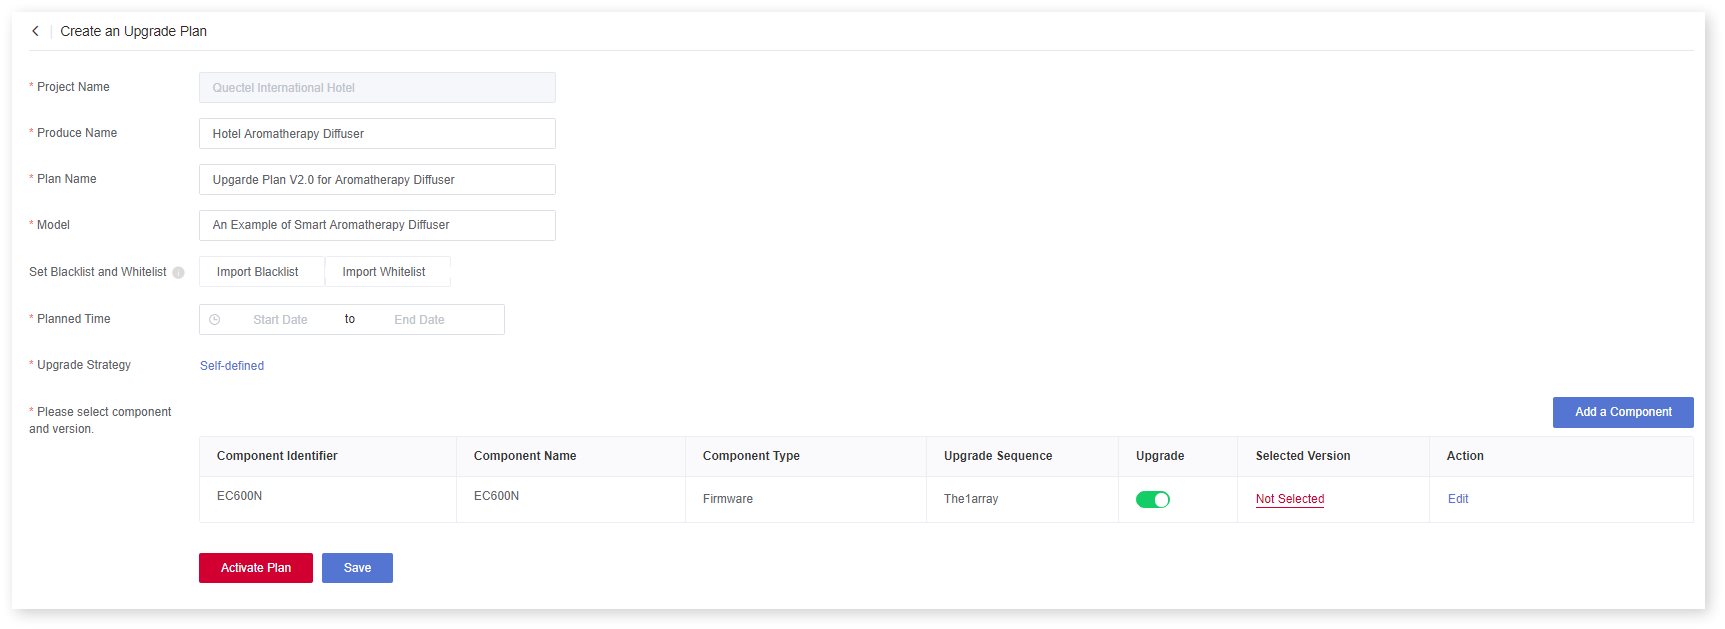 Create an Upgrade Plan
* Project Name
Quectel International Hotel
* Produce Name
Hotel Aromatherapy Diffuser
* Plan Name
Upgarde Plan V2.0 for Aromatherapy Diffuser
* Model
An Example of Smart Aromatherapy Diffuser
Set Blacklist and Whitelist
Import Blacklist
Import Whitelist
* Planned Time
Start Date to End Date
* Upgrade Strategy
Self-defined
* Please select component
and version.
Add a Component
Component Identifier Component Name Component Type Upgrade Sequence Upgrade Selected Version Action
EC600N EC600N Firmware The1array Not Selected Edit
Activate Plan
Save